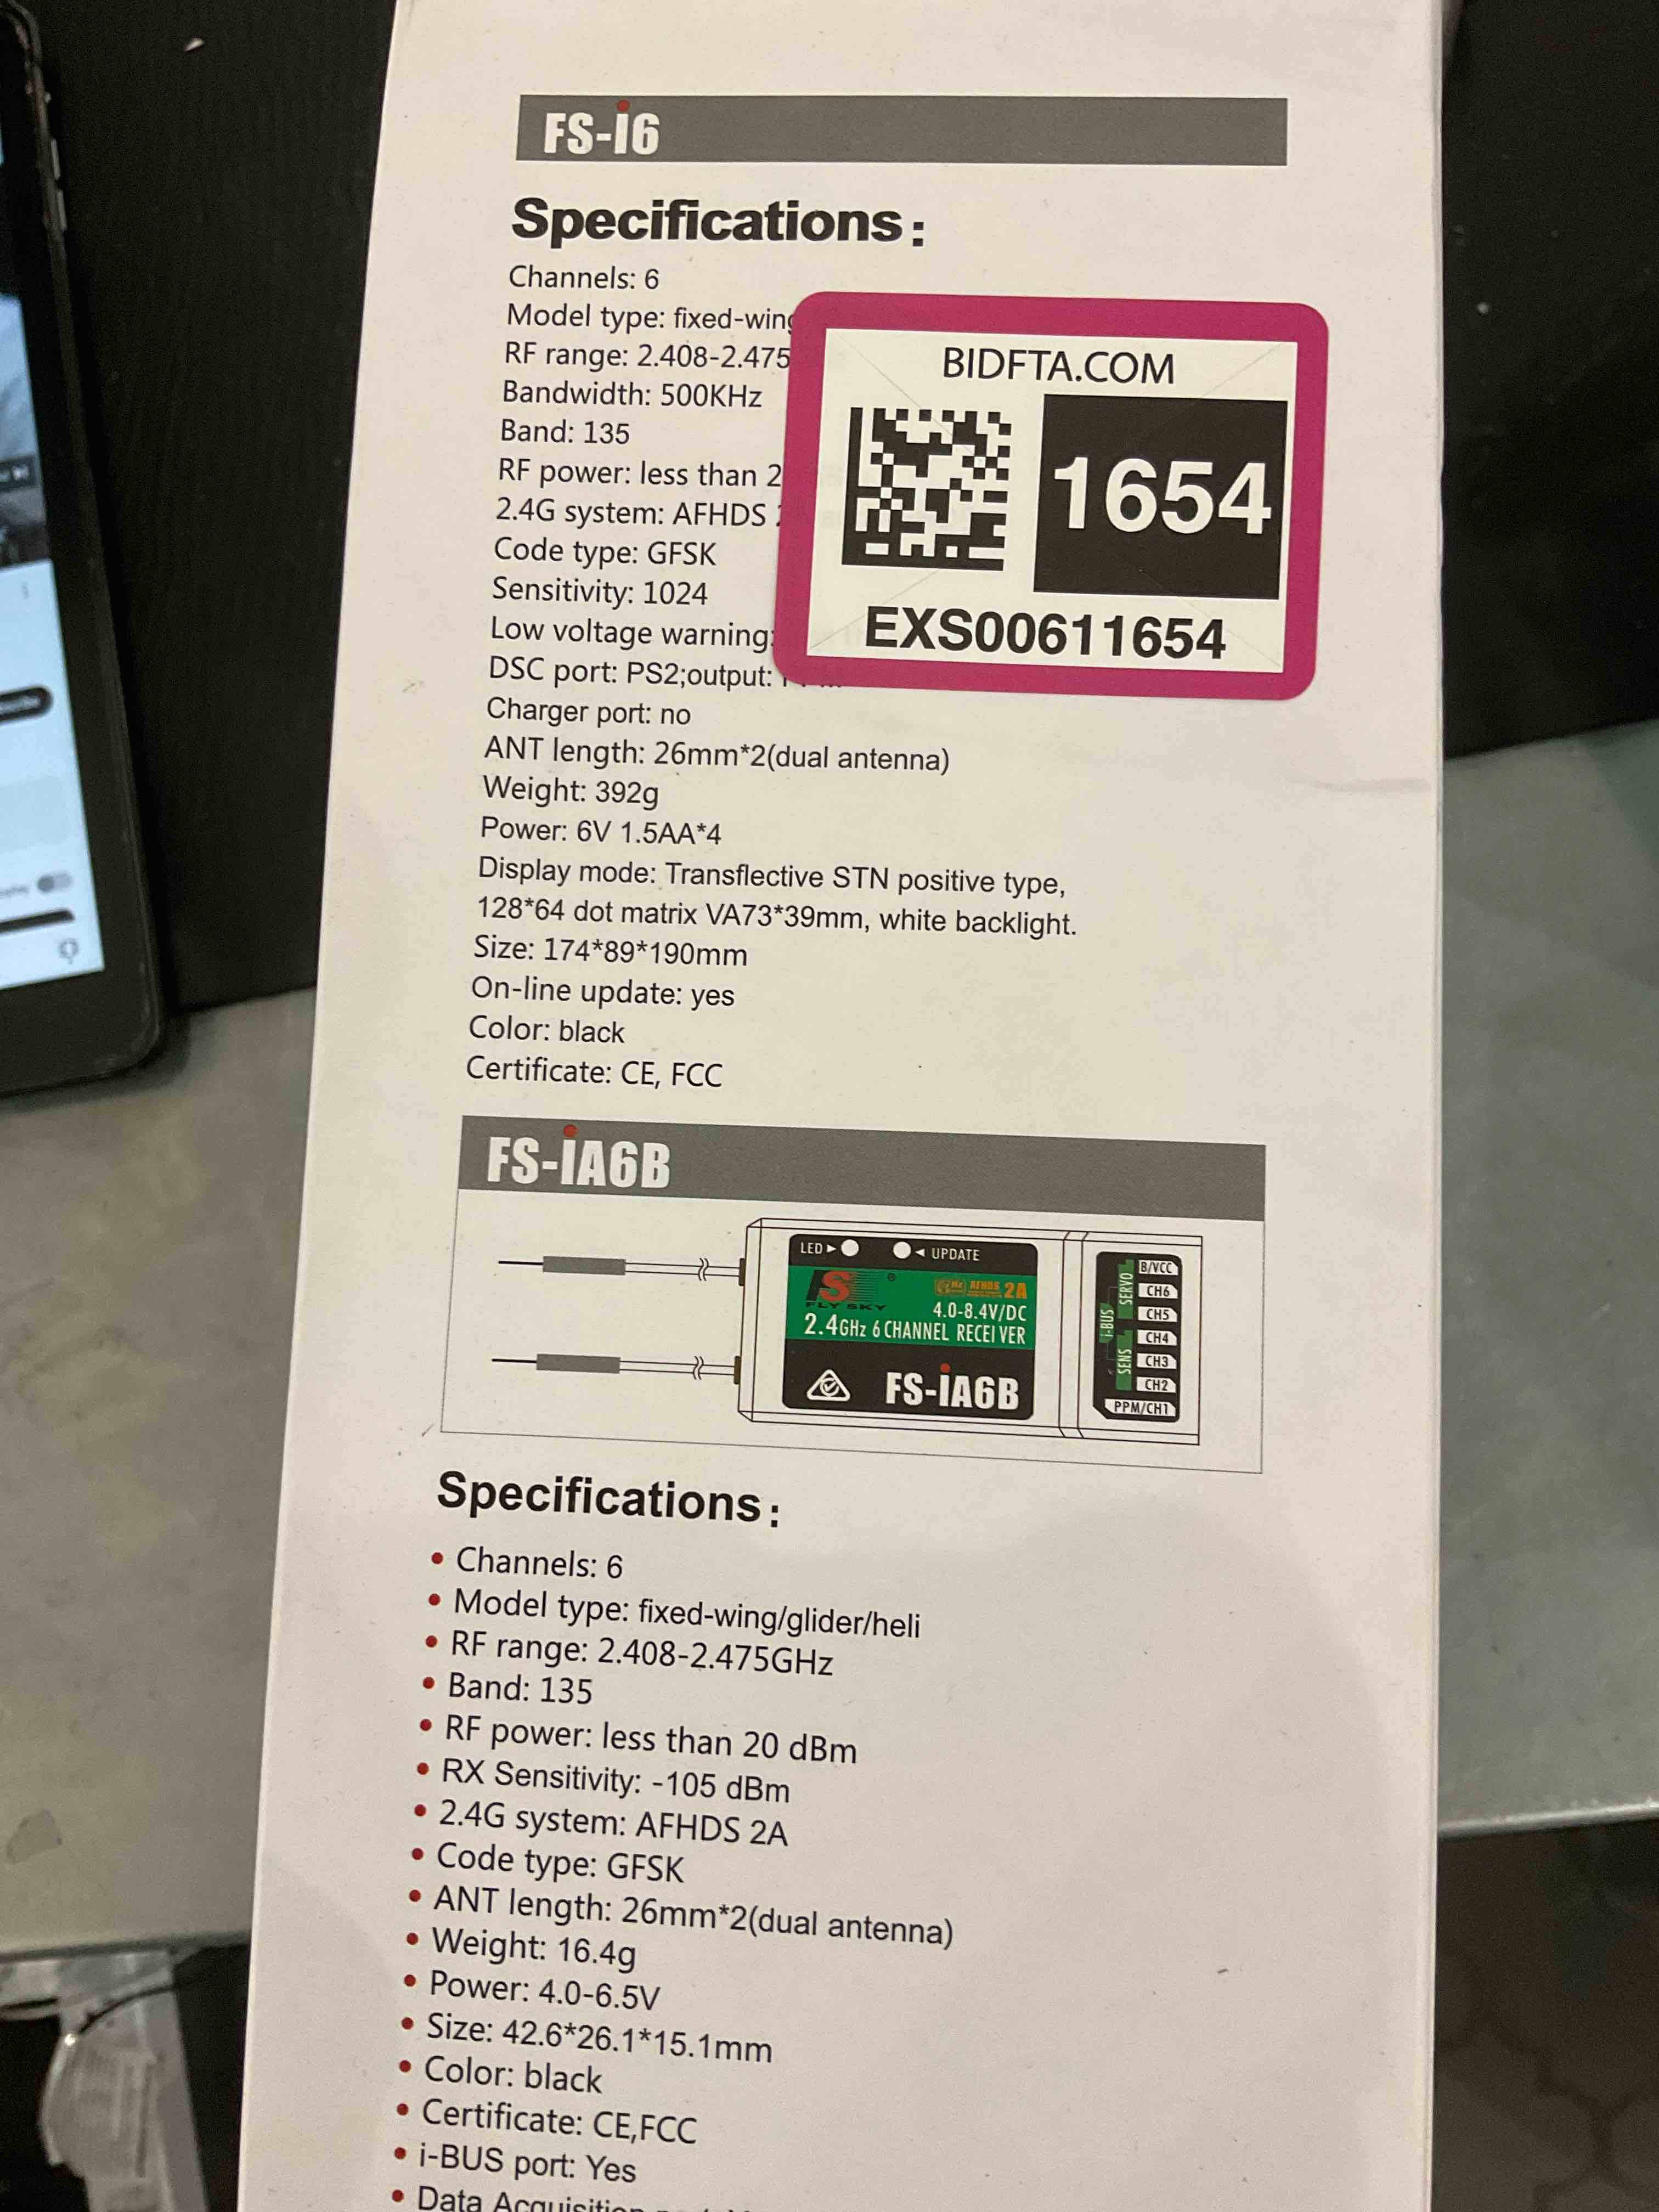 FS-i6
Specifications:
Channels: 6
Model type: fixed-wing
RF range: 2.408-2.475
Bandwidth: 500KHz
Band: 135
RF power: less than 2
2.4G system: AFHDS
Code type: GFSK
Sensitivity: 1024
Low voltage warning:
DSC port: PS2;output:
Charger port: no
ANT length: 26mm*2(dual antenna)
Weight: 392g
Power: 6V 1.5AA*4
Display mode: Transflective STN positive type,
128*64 dot matrix VA73*39mm, white backlight.
Size: 174*89*190mm
On-line update: yes
Color: black
Certificate: CE, FCC
BIDFTA.COM
1654
EXS00611654
FS-iA6B
LED
UPDATE
FS
®
FLY SKY
AFHDS 2A
4.0-8.4V/DC
2.4GHz 6 CHANNEL RECEIVER
FS-iA6B
i-BUS
SERVO
SENS
B/VCC
CH6
CH5
CH4
CH3
CH2
PPM/CH1
Specifications:
• Channels: 6
• Model type: fixed-wing/glider/heli
• RF range: 2.408-2.475GHz
• Band: 135
• RF power: less than 20 dBm
• RX Sensitivity: -105 dBm
• 2.4G system: AFHDS 2A
• Code type: GFSK
• ANT length: 26mm*2(dual antenna)
• Weight: 16.4g
• Power: 4.0-6.5V
• Size: 42.6*26.1*15.1mm
• Color: black
• Certificate: CE,FCC
• i-BUS port: Yes
• Data Acquisition